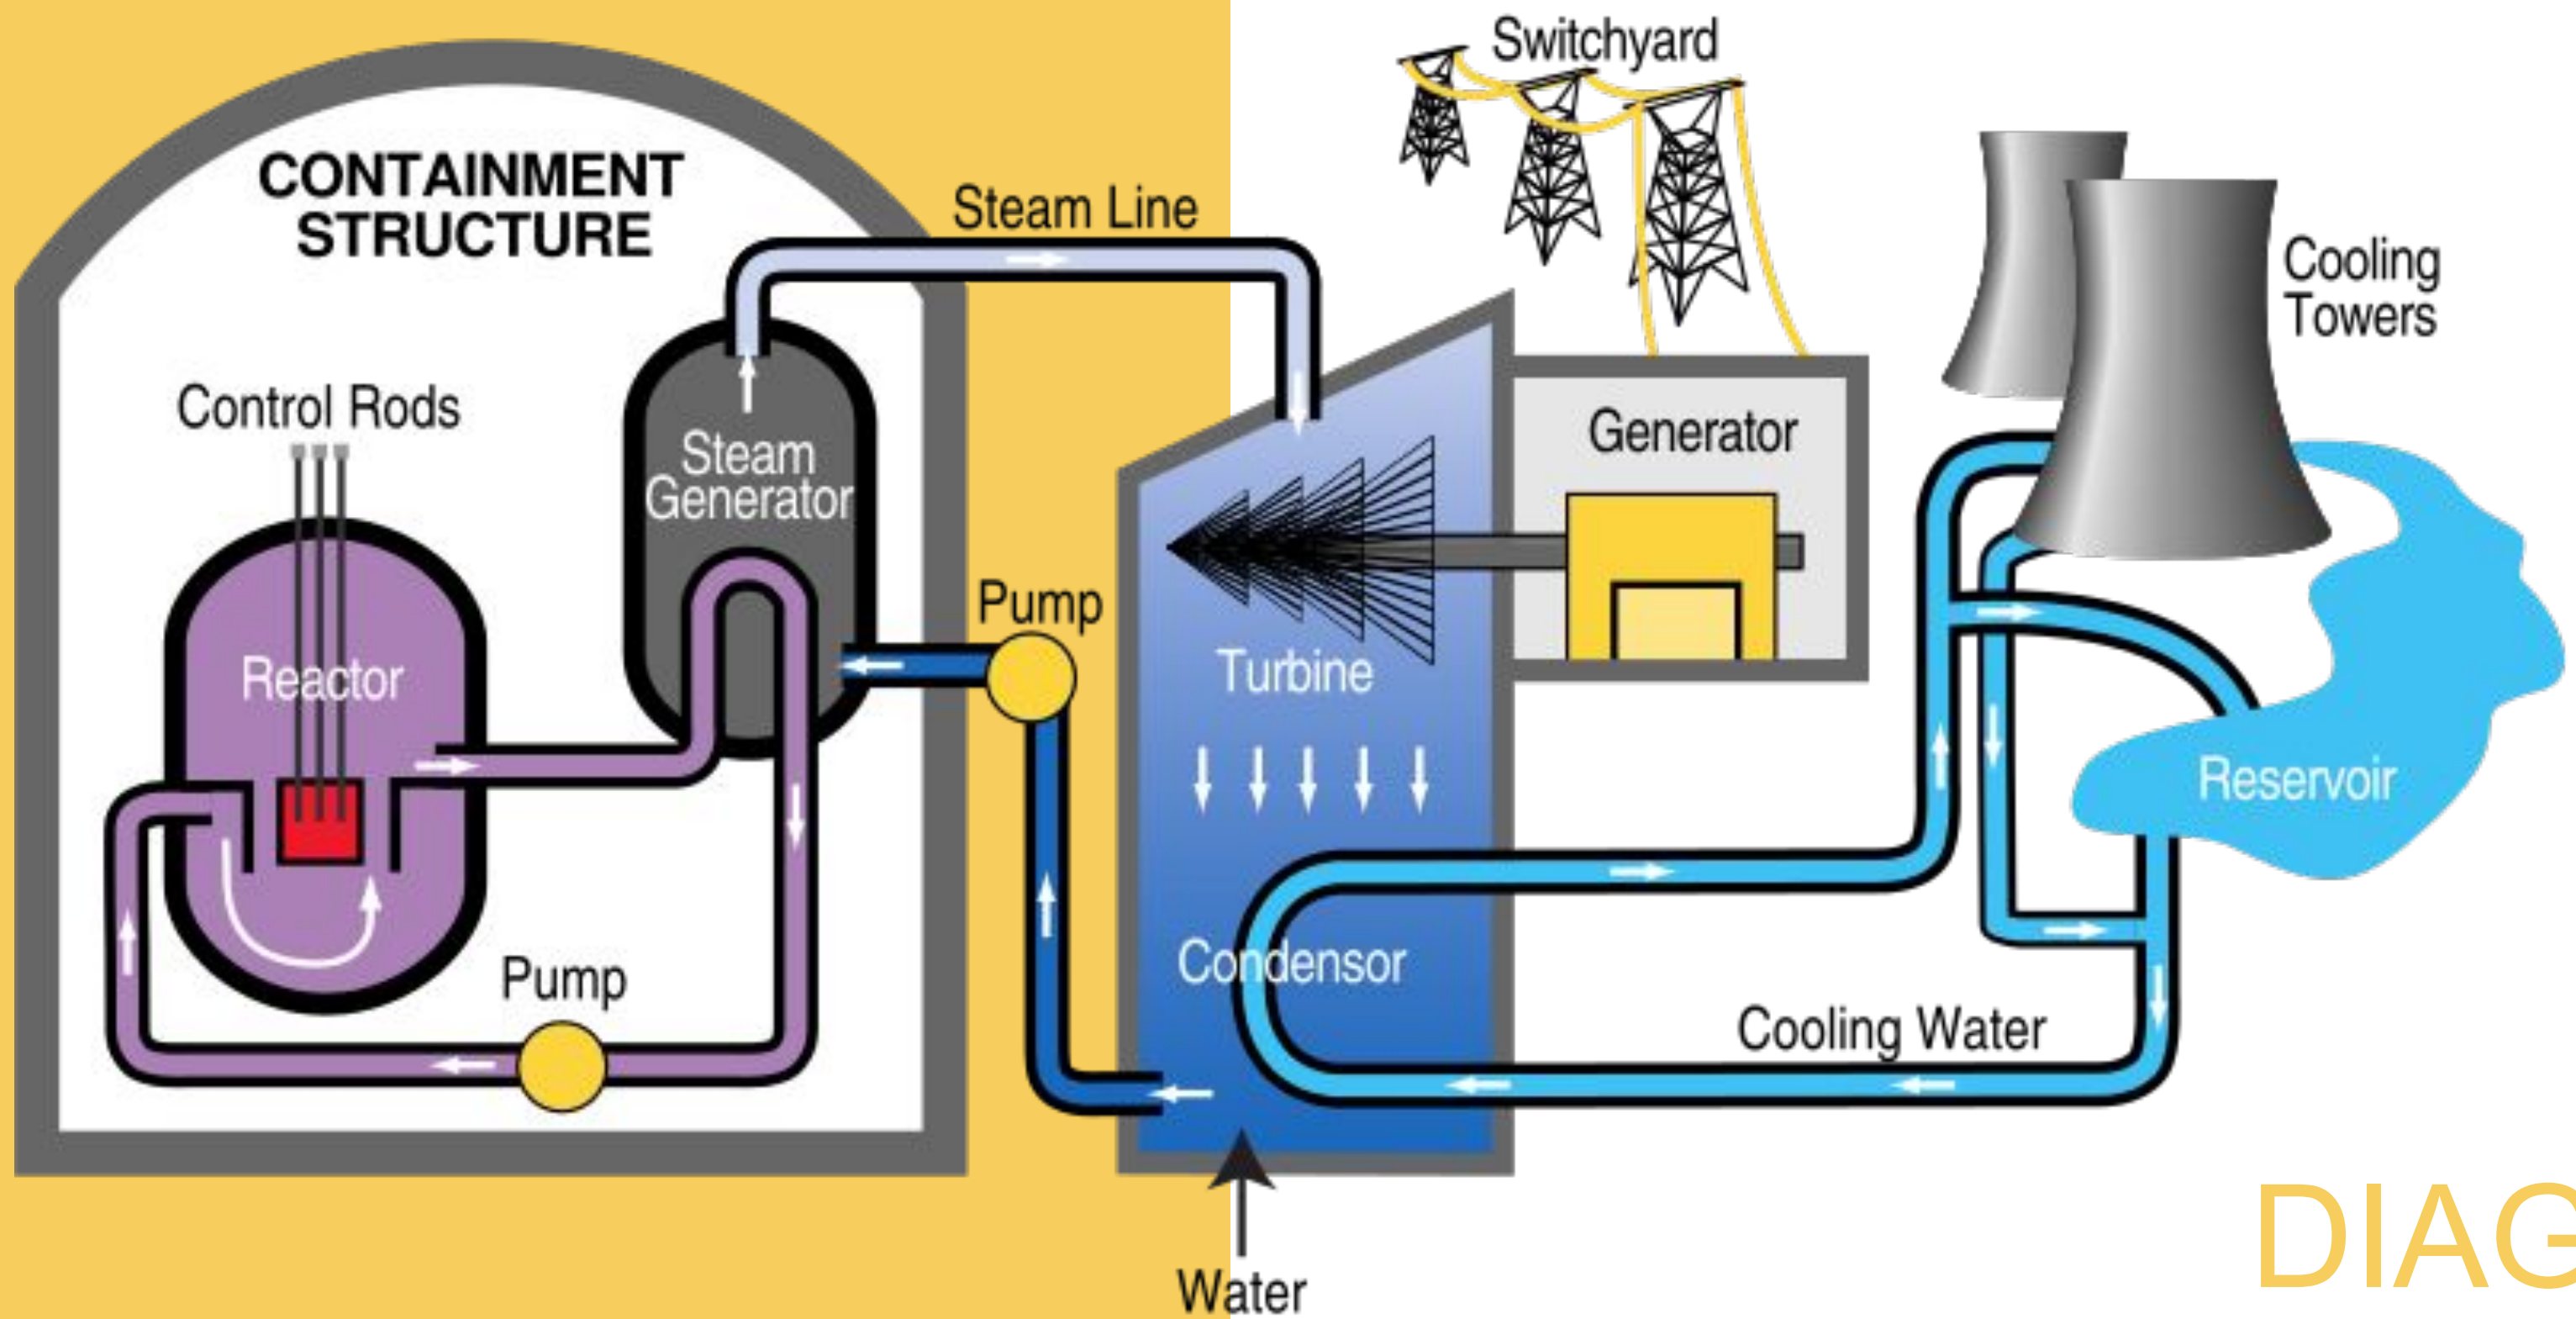 Switchyard
CONTAINMENT
STRUCTURE
Steam Line
Cooling
Towers
Control Rods
Steam
Generator
Generator
Pump
Reactor
Turbine
Reservoir
Condensor
Pump
Cooling Water
DIAG
Water